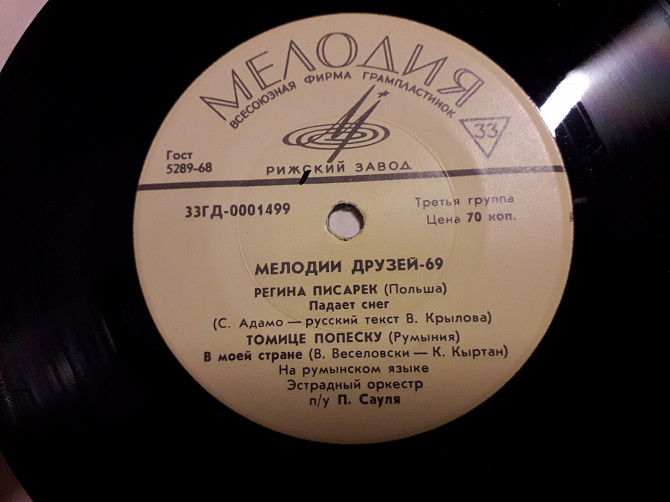 МЕЛОДИЯ
ВСЕСОЮЗНАЯ ФИРМА ГРАМПЛАСТИНОК
33
Гост
5289-68
РИЖСКИЙ ЗАВОД
33ГД-0001499
Третья группа
Цена 70 коп.
МЕЛОДИИ ДРУЗЕЙ-69
РЕГИНА ПИСАРЕК (Польша)
Падает снег
(С. Адамо — русский текст В. Крылова)
ТОМИЦЕ ПОПЕСКУ (Румыния)
В моей стране (В. Веселовски — К. Кыртан)
На румынском языке
Эстрадный оркестр
п/у П. Сауля